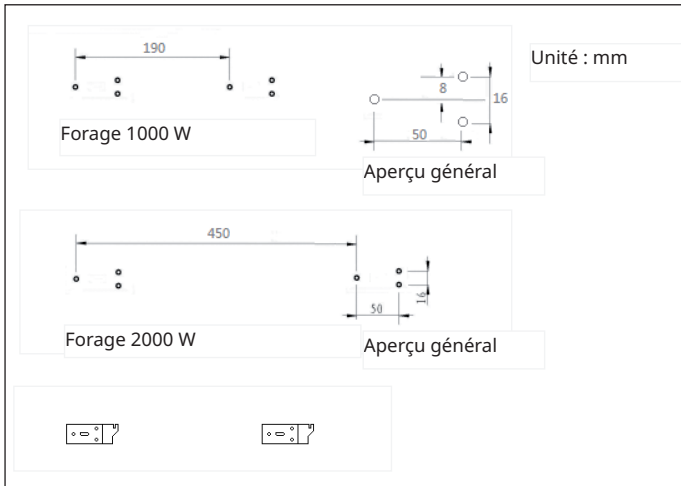 190
Unité : mm
8
16
50
Forage 1000 W
Aperçu général
450
50
16
Forage 2000 W
Aperçu général